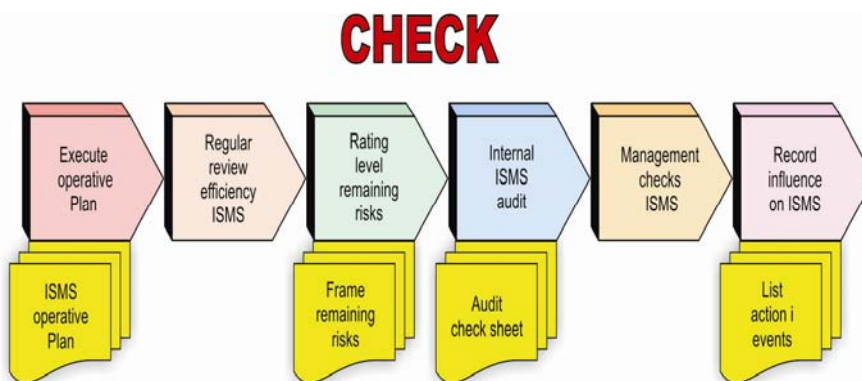 CHECK
Execute
operative
Plan
Regular
review
efficiency
ISMS
Rating
level
remaining
risks
Internal
ISMS
audit
Management
checks
ISMS
Record
influence
on ISMS
ISMS
operative
Plan
Frame
remaining
risks
Audit
check sheet
List
action i
events